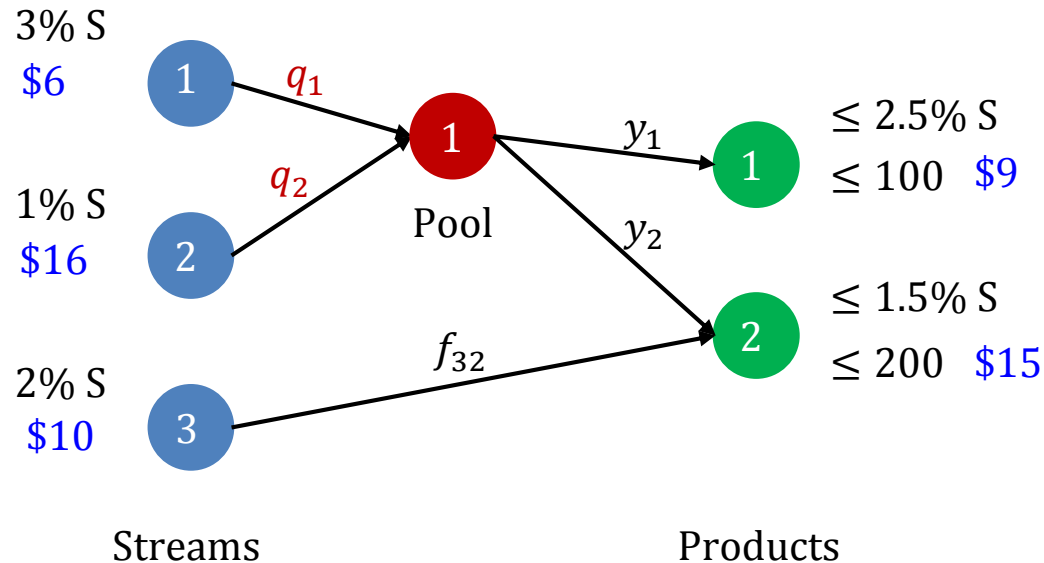 3% S
$6
1
q₁
1% S
$16
2
q₂
1
Pool
y₁
y₂
2% S
$10
3
f₃₂
1
≤ 2.5% S
≤ 100 $9
2
≤ 1.5% S
≤ 200 $15
Streams
Products